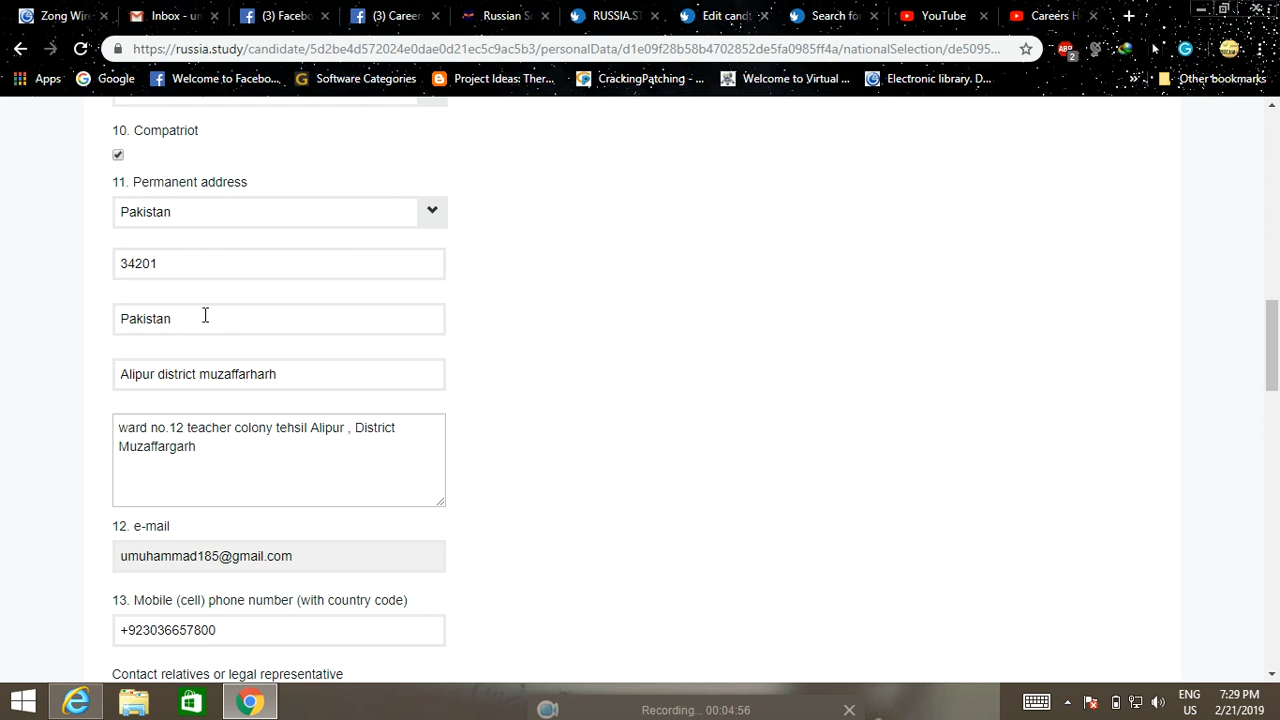 Zong Wire
Inbox - u
(3) Faceb
(3) Career
Russian S
RUSSIA.ST
Edit cand
Search fo
YouTube
Careers H
https://russia.study/candidate/5d2be4d572024e0dae0d21ec5c9ac5b3/personalData/d1e09f28b58b4702852de5fa0985ff4a/nationalSelection/de5095...
2
Apps
Google
Welcome to Facebo...
Software Categories
Project Ideas: Ther...
CrackingPatching - ...
Welcome to Virtual ...
Electronic library. D...
Other bookmarks
10. Compatriot
11. Permanent address
Pakistan
34201
Pakistan
Alipur district muzaffarharh
ward no.12 teacher colony tehsil Alipur , District
Muzaffargarh
12. e-mail
umuhammad185@gmail.com
13. Mobile (cell) phone number (with country code)
+923036657800
Contact relatives or legal representative
Recording... 00:04:56
ENG
US
7:29 PM
2/21/2019